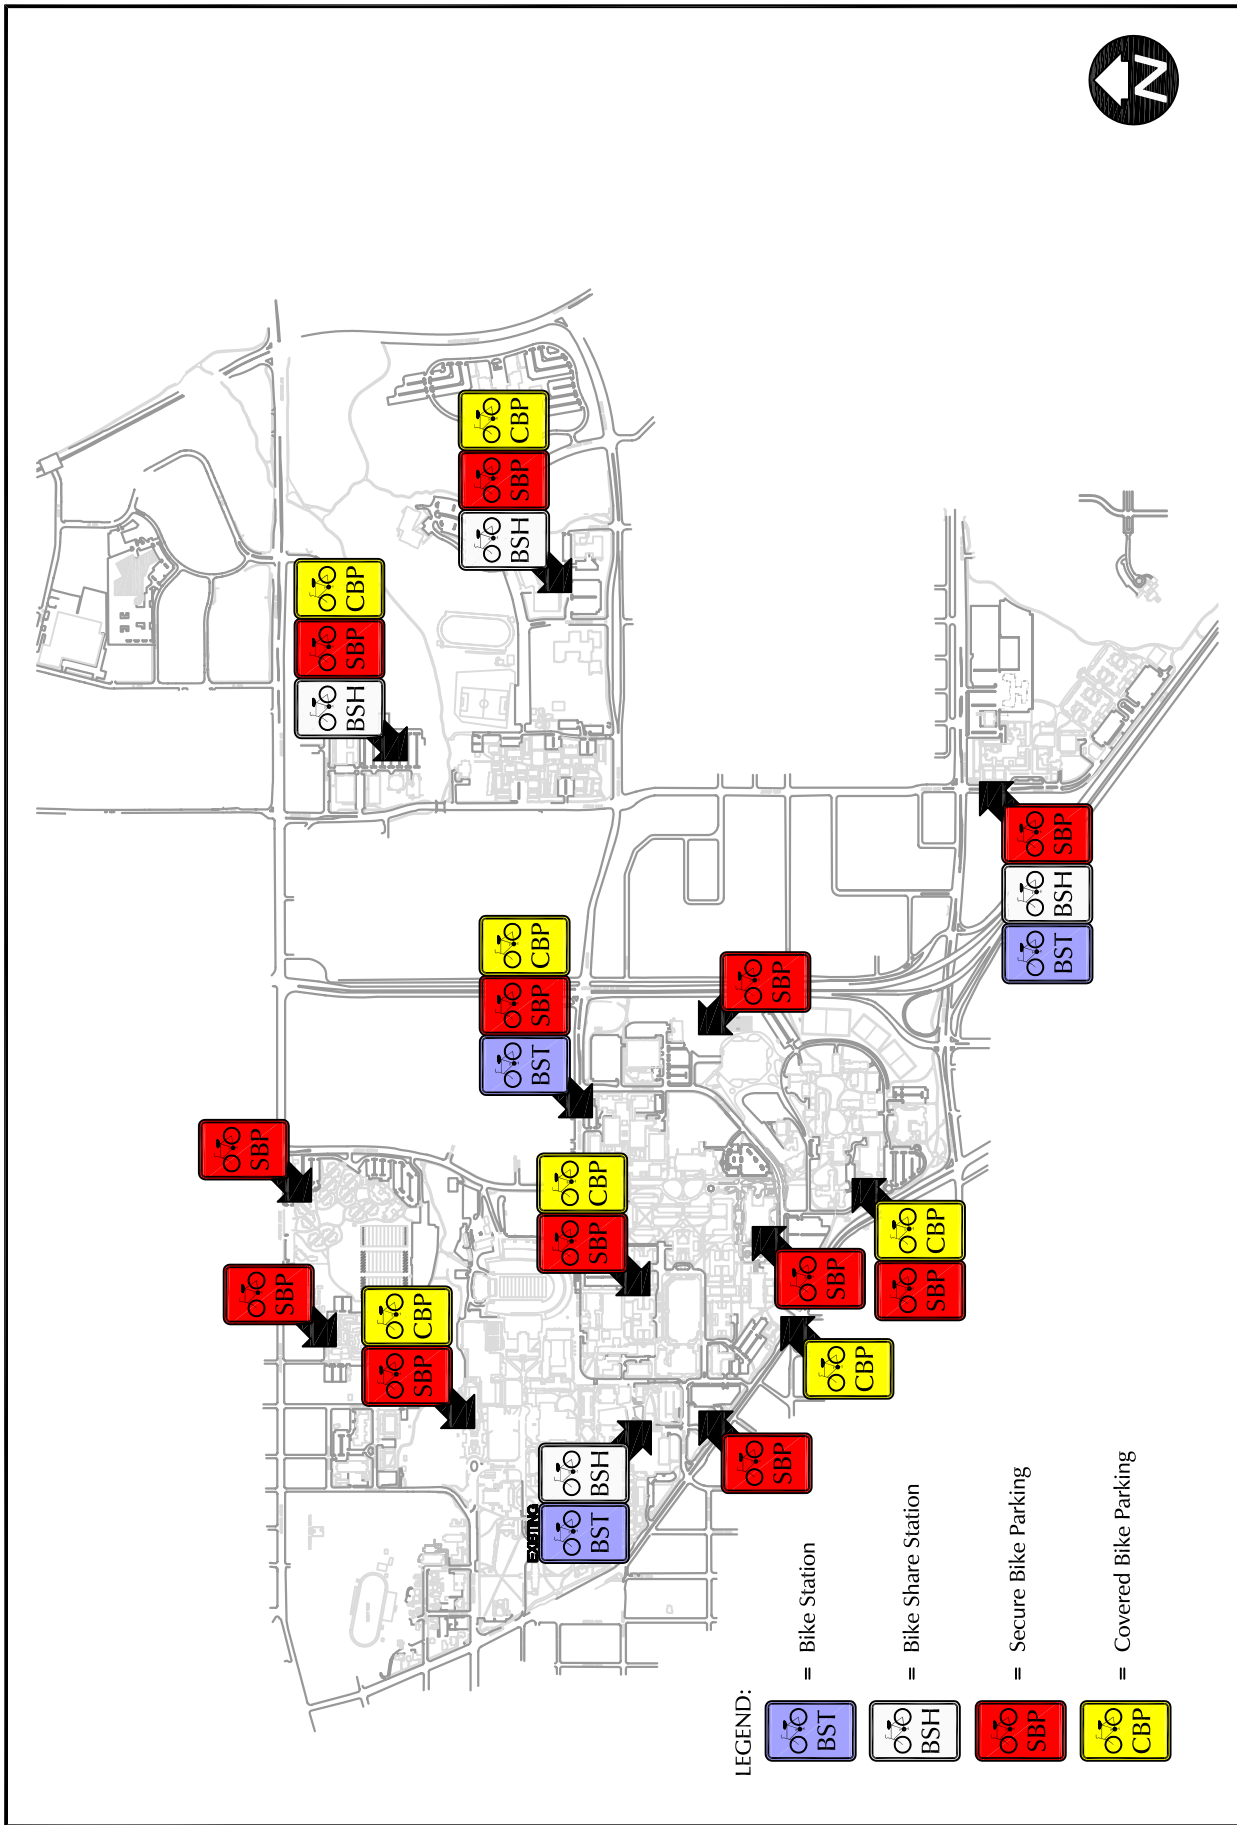 SBP
SBP
BSH SBP CBP
SBP CBP
BSH SBP CBP
BST SBP CBP
EXISTING
BST BSH
SBP CBP
SBP
SBP
SBP
CBP
SBP CBP
BST BSH SBP
LEGEND:
BST = Bike Station
BSH = Bike Share Station
SBP = Secure Bike Parking
CBP = Covered Bike Parking
N